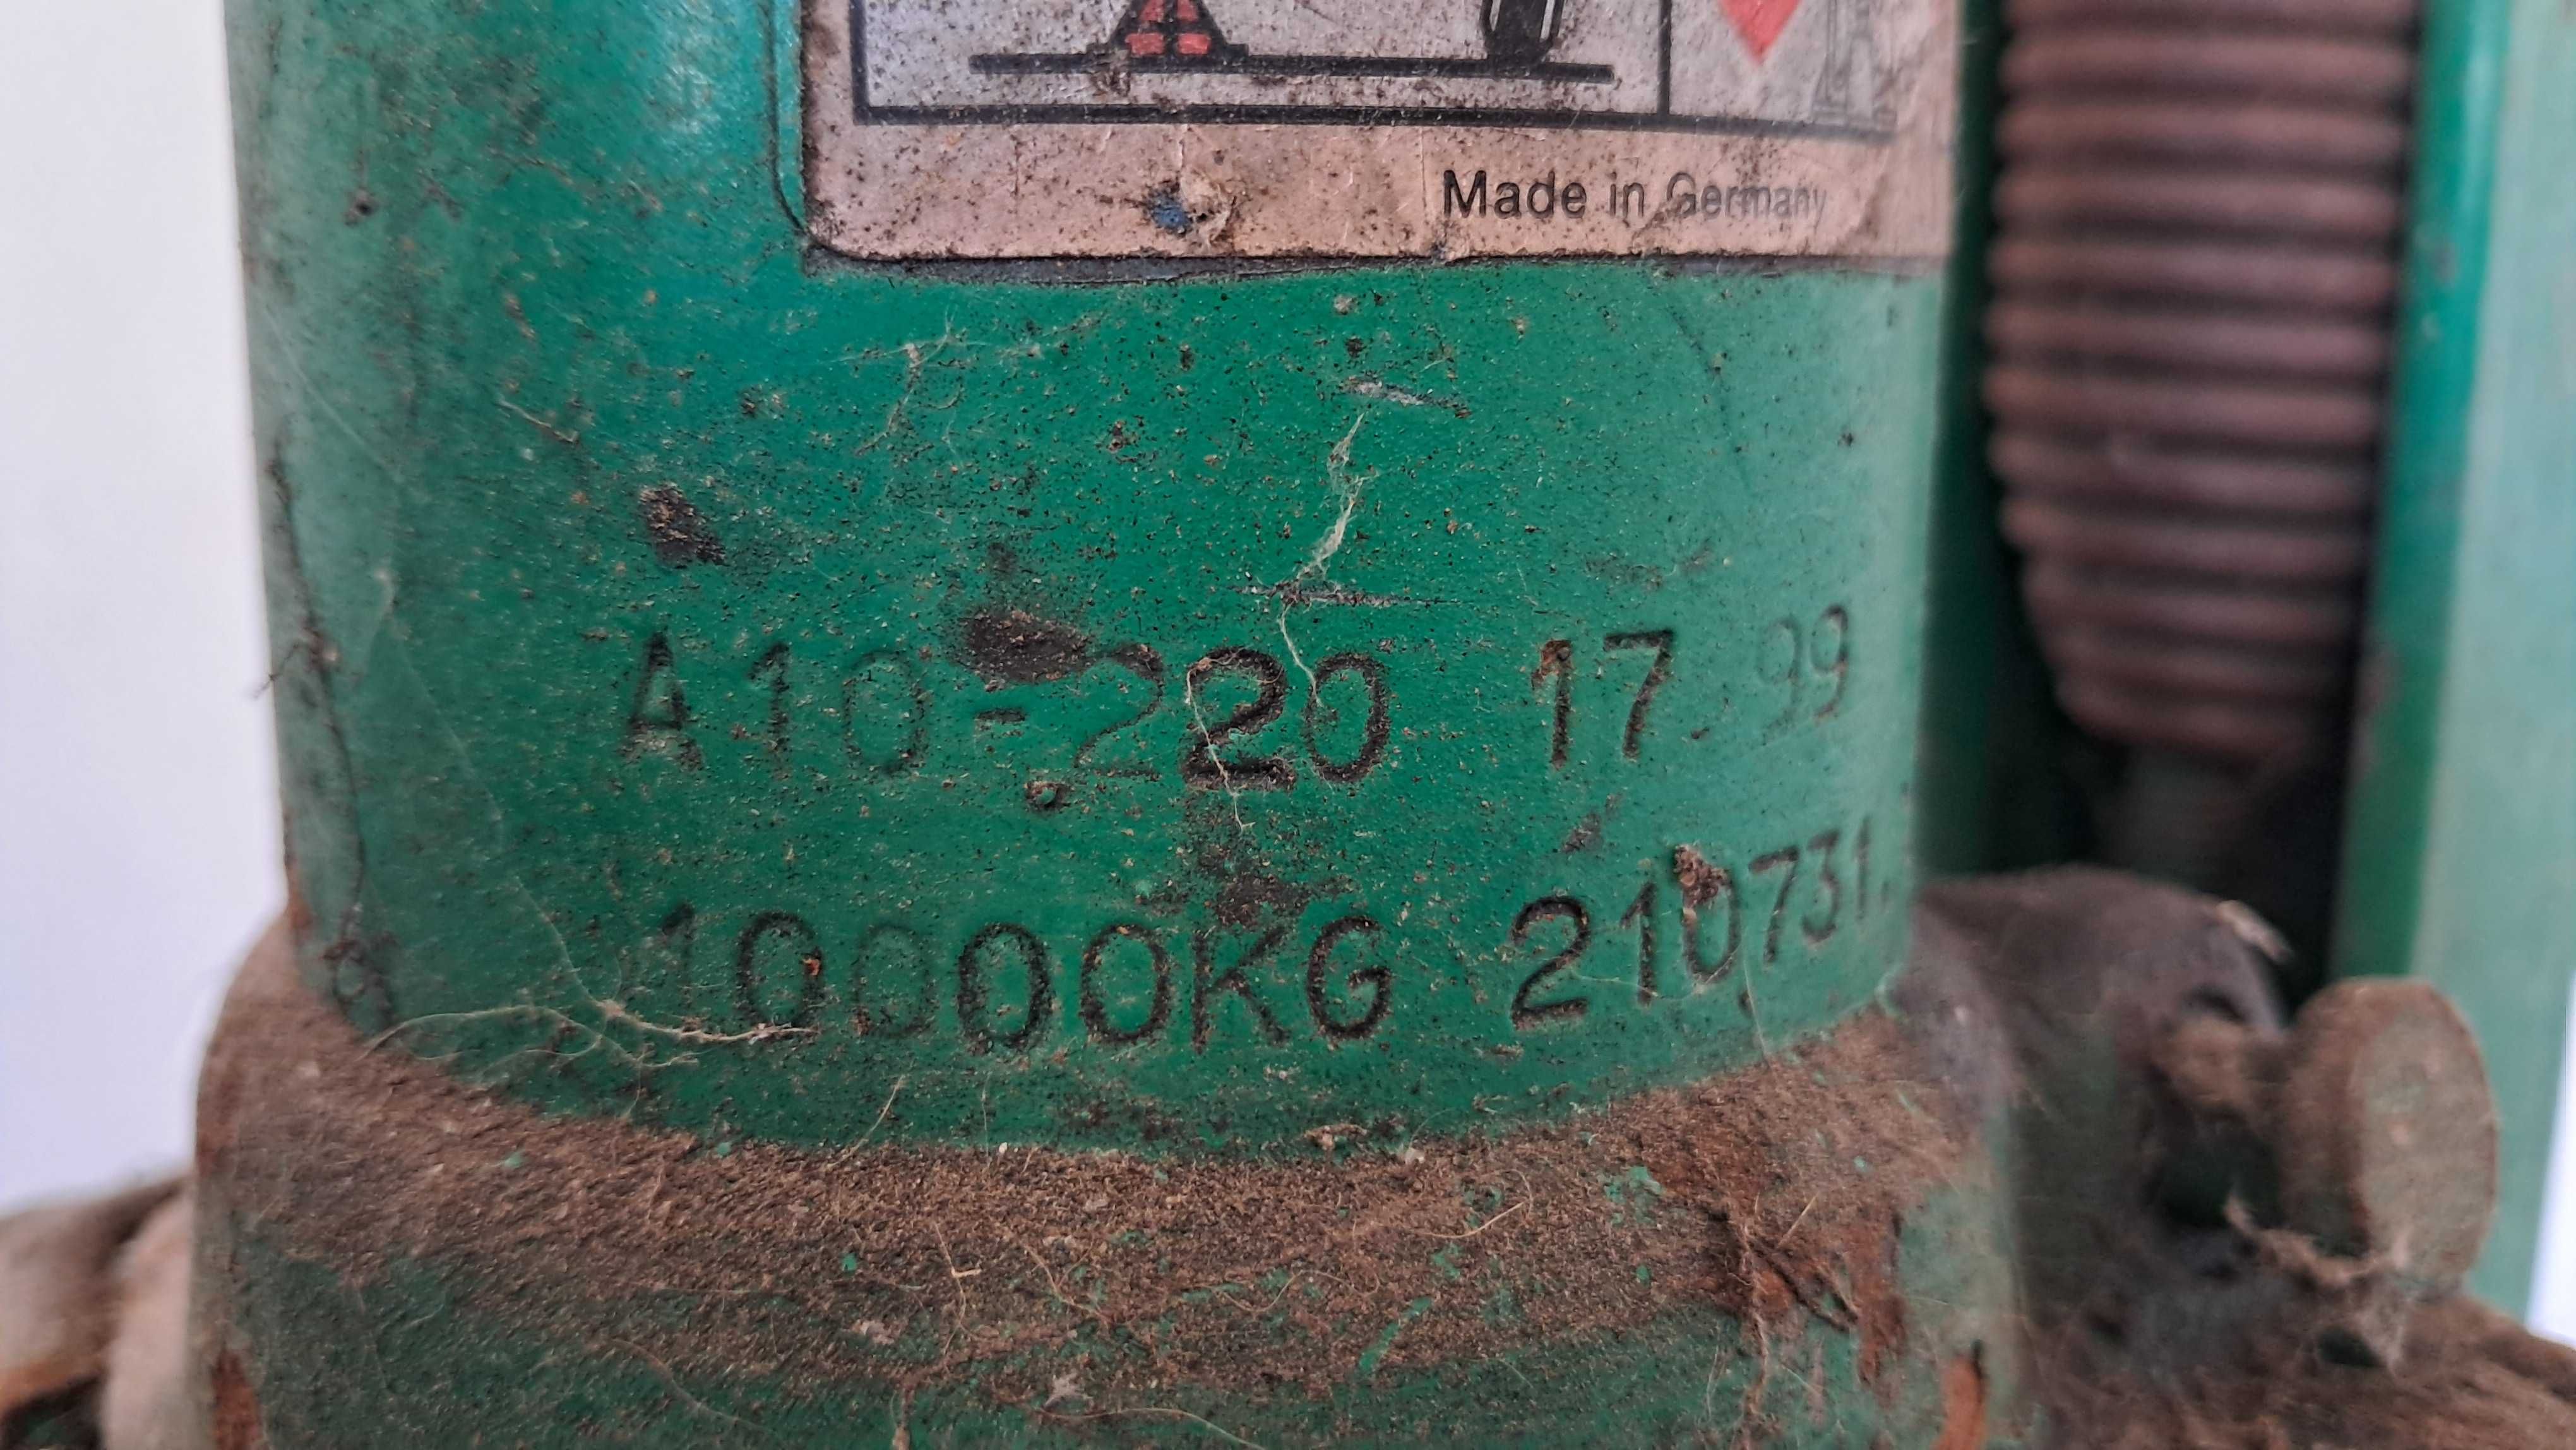 Made in Germany
A10-220 17.99
10000KG 210731.